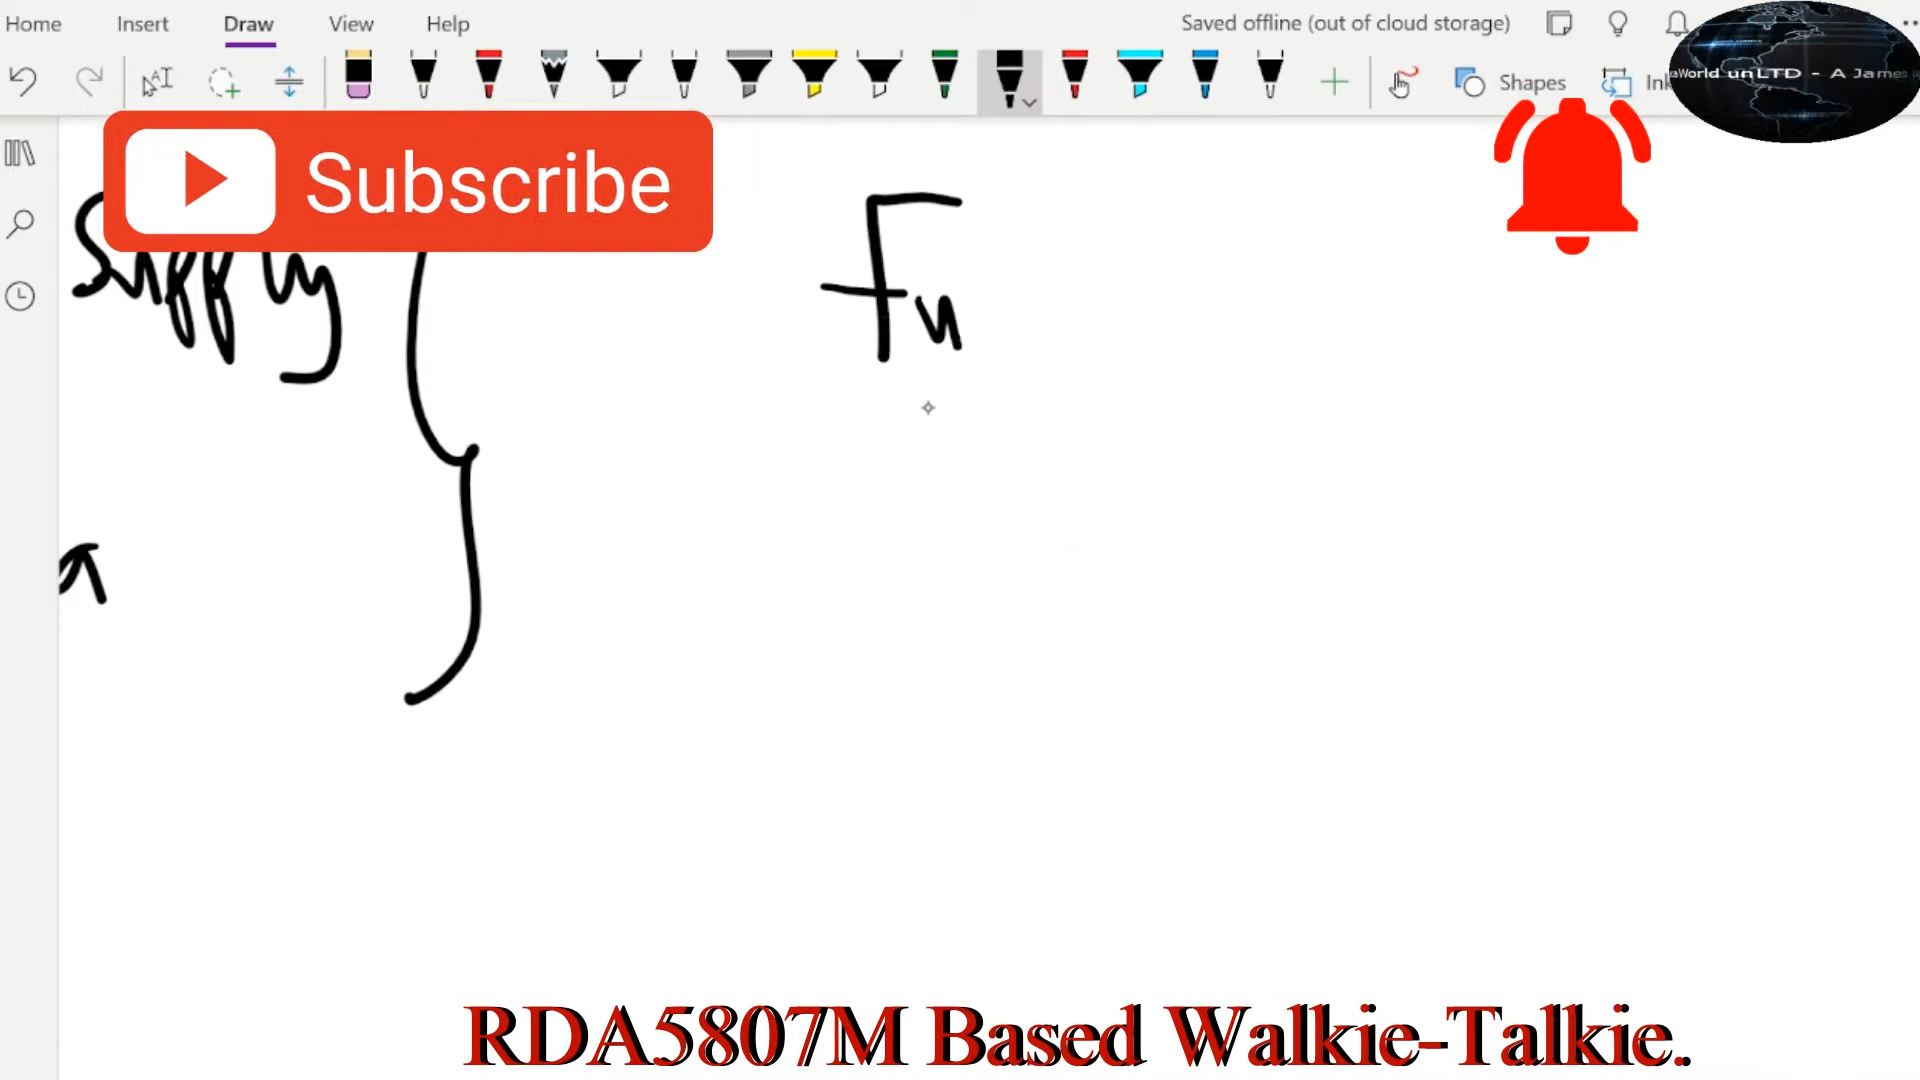 Home Insert Draw View Help Saved offline (out of cloud storage)
Shapes
World unLTD - A James
Subscribe
Supply
Fu
RDA5807M Based Walkie-Talkie.